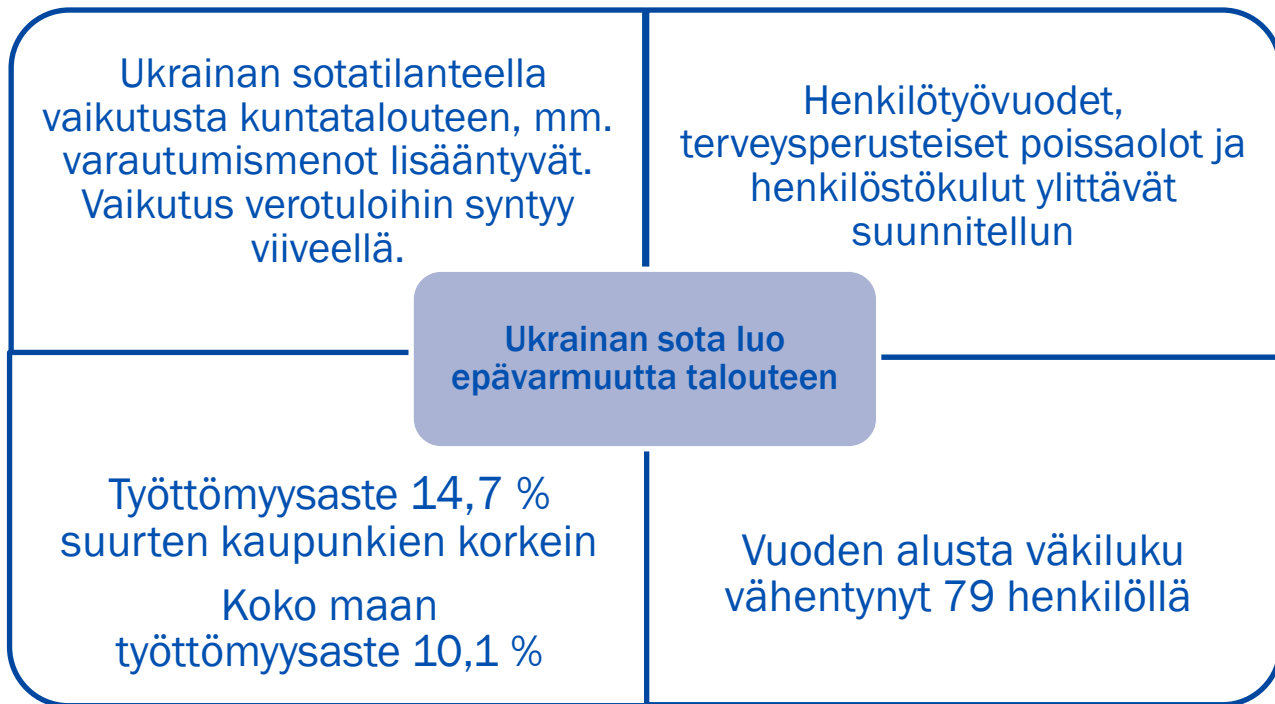 Ukrainan sotatilanteella
vaikutusta kuntatalouteen, mm.
varautumismenot lisääntyvät.
Vaikutus verotuloihin syntyy
viiveellä.
Henkilötyövuodet,
terveysperusteiset poissaolot ja
henkilöstökulut ylittävät
suunnitellun
Ukrainan sota luo
epävarmuutta talouteen
Työttömyysaste 14,7 %
suurten kaupunkien korkein
Koko maan
työttömyysaste 10,1 %
Vuoden alusta väkiluku
vähentynyt 79 henkilöllä